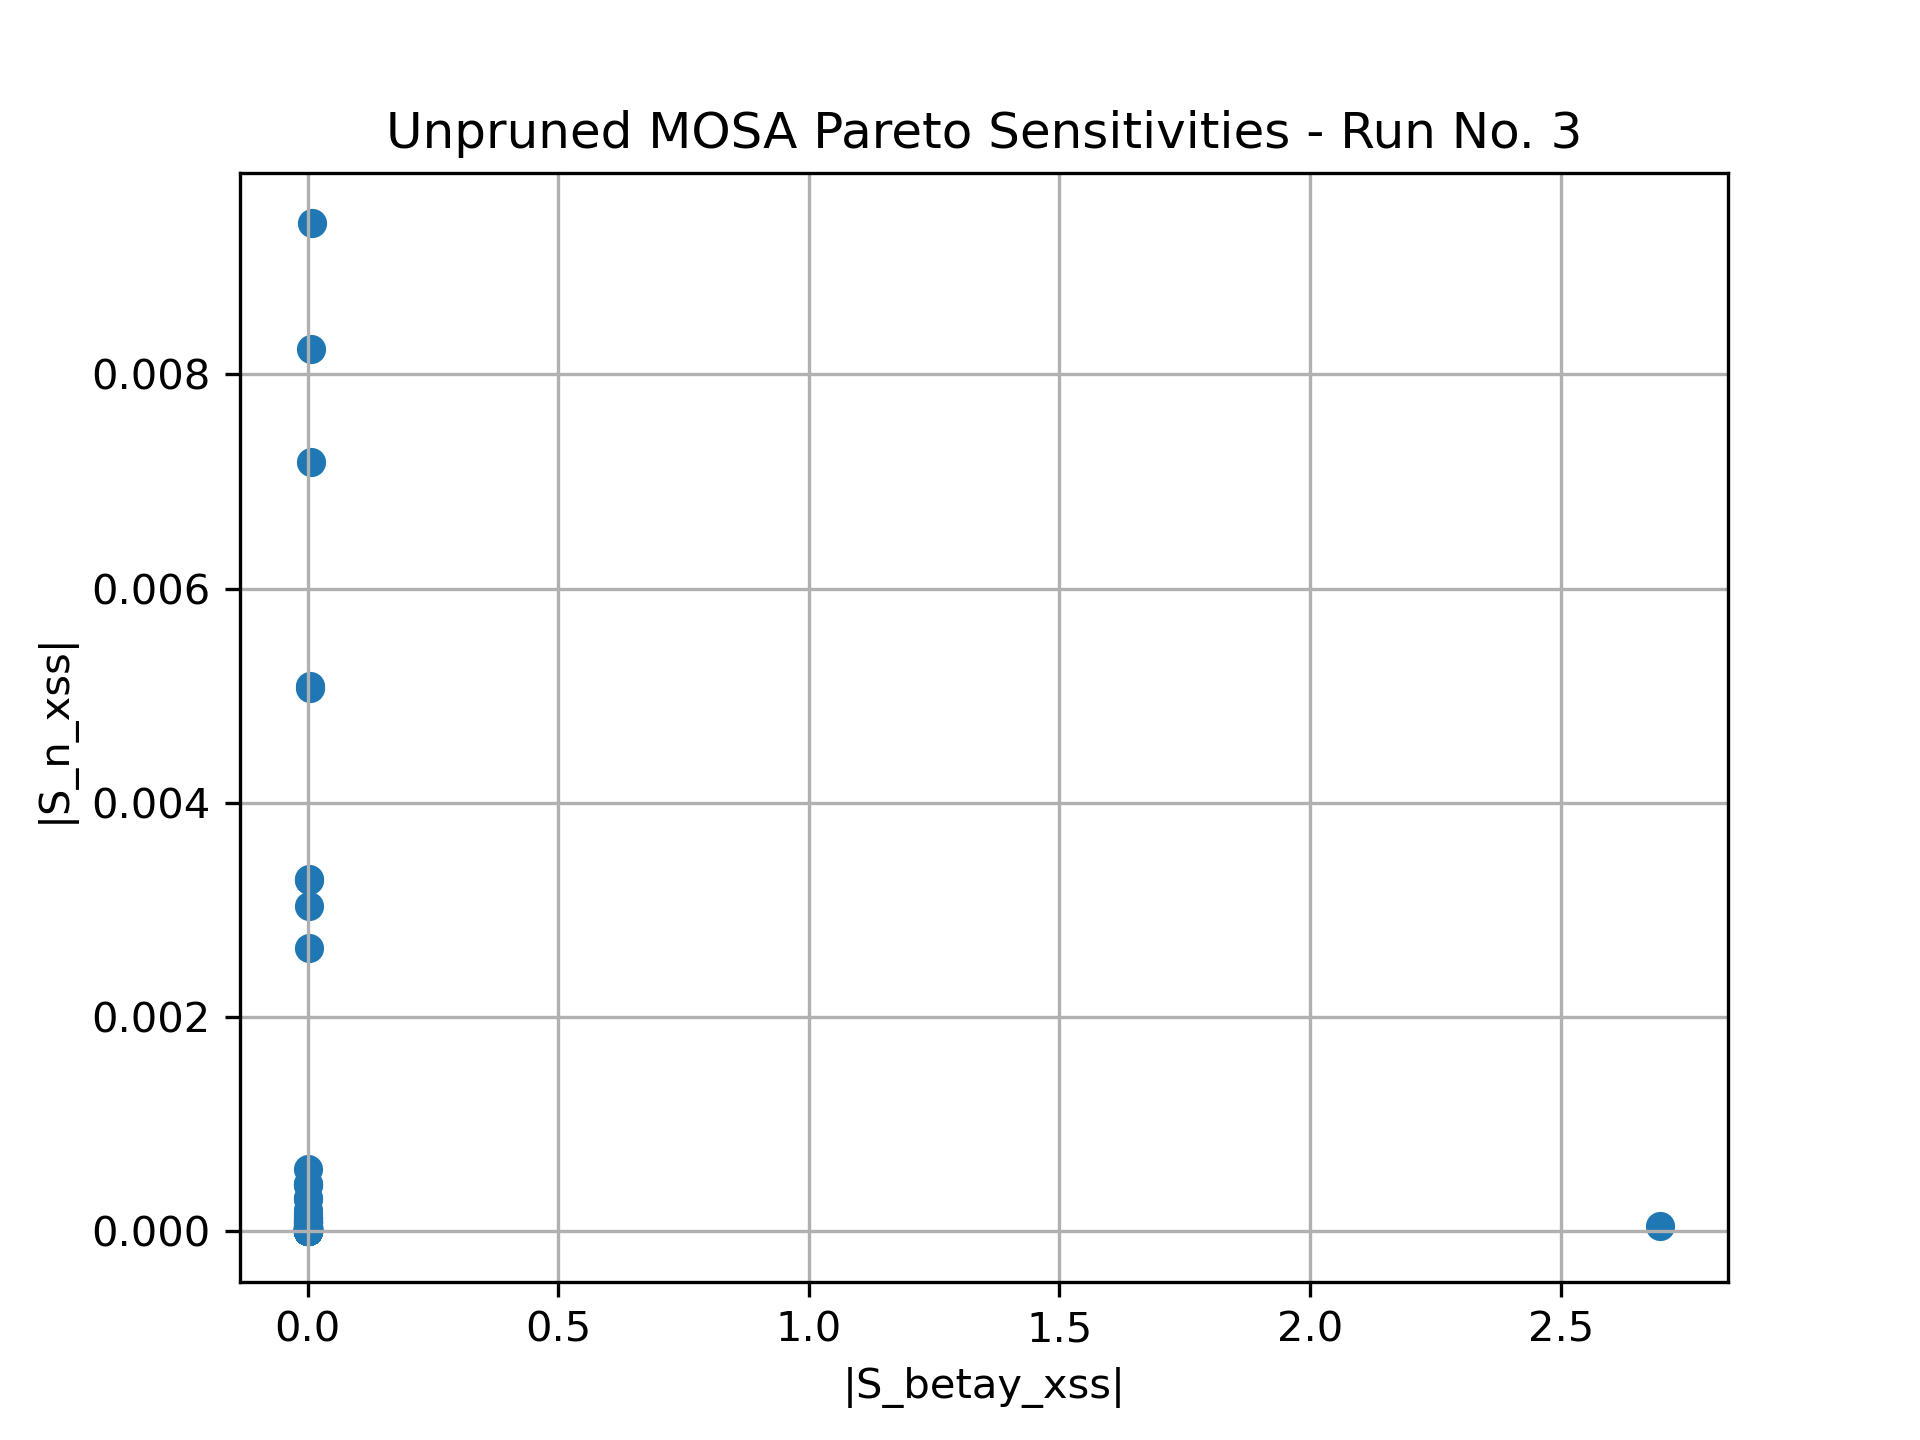 Unpruned MOSA Pareto Sensitivities - Run No. 3
|S_n_xss|
0.008
0.006
0.004
0.002
0.000
0.0 0.5 1.0 1.5 2.0 2.5
|S_betay_xss|